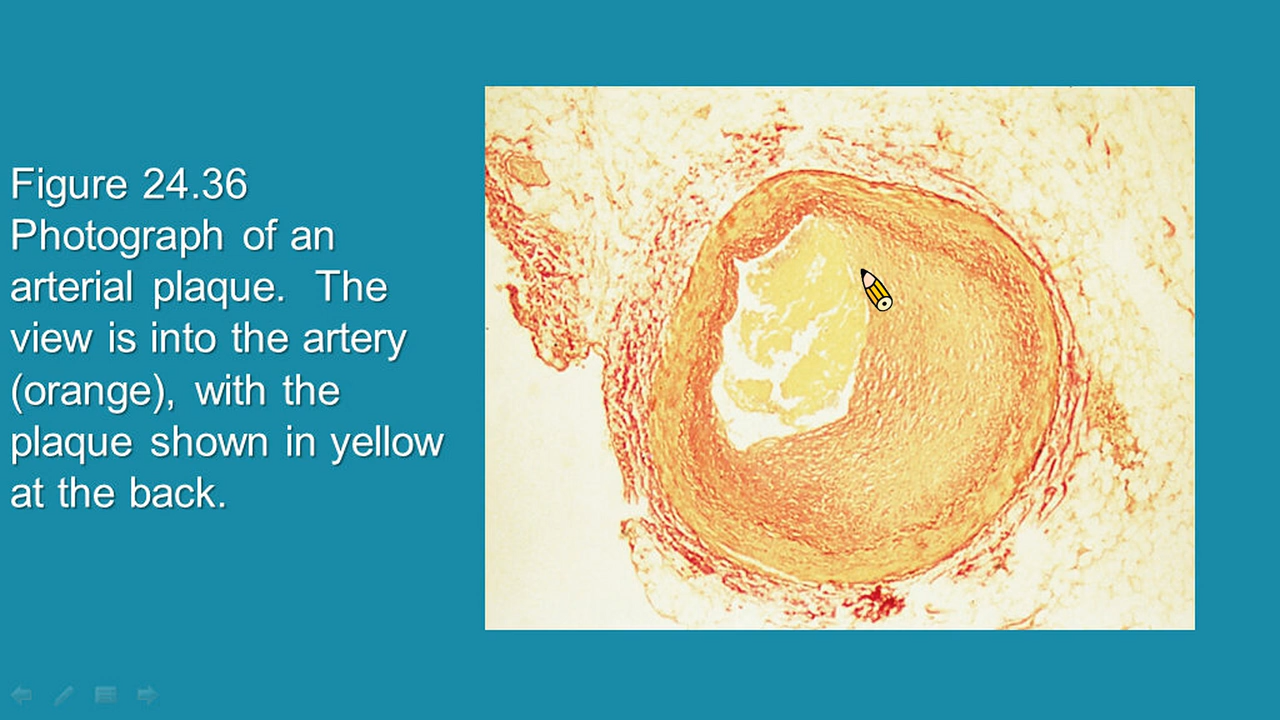 Figure 24.36
Photograph of an
arterial plaque. The
view is into the artery
(orange), with the
plaque shown in yellow
at the back.